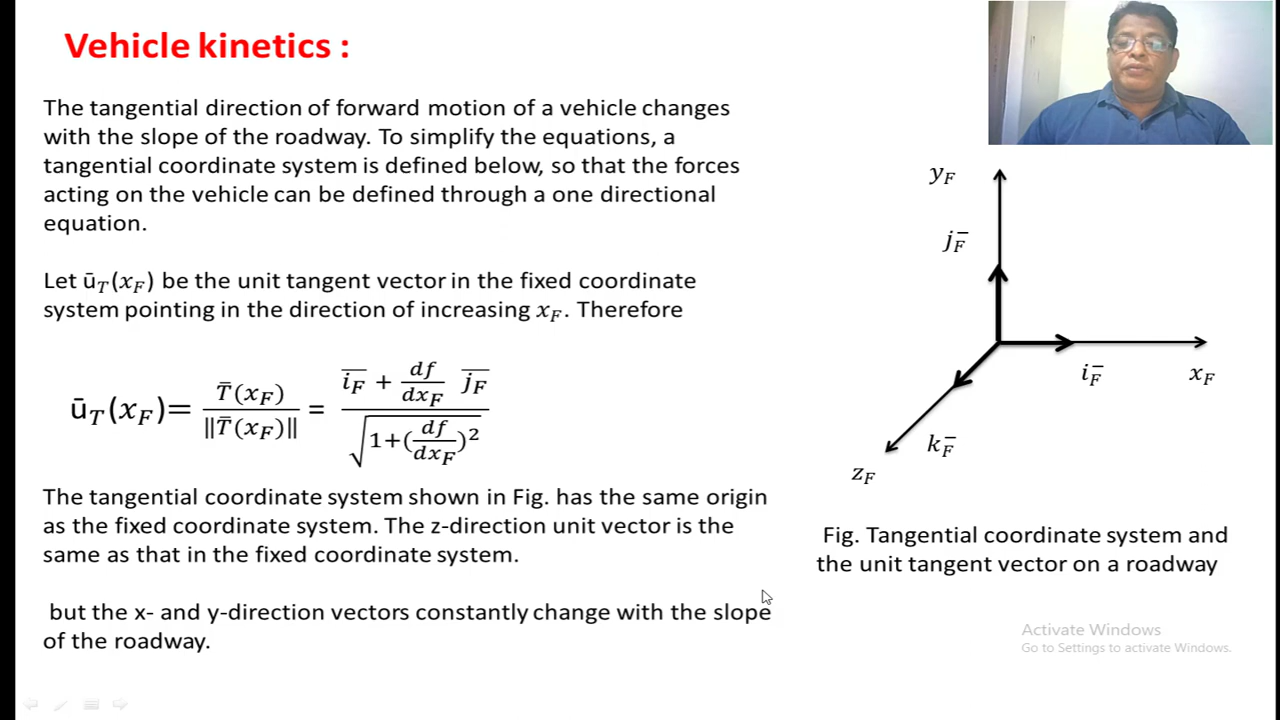 Vehicle kinetics :
The tangential direction of forward motion of a vehicle changes
with the slope of the roadway. To simplify the equations, a
tangential coordinate system is defined below, so that the forces
acting on the vehicle can be defined through a one directional
equation.
Let ū_T(x_F) be the unit tangent vector in the fixed coordinate
system pointing in the direction of increasing x_F. Therefore
ū_T(x_F)= T̄(x_F) / ‖T̄(x_F)‖ = (i̅_F + df/dx_F j̅_F) / √(1+(df/dx_F)²)
The tangential coordinate system shown in Fig. has the same origin
as the fixed coordinate system. The z-direction unit vector is the
same as that in the fixed coordinate system.
but the x- and y-direction vectors constantly change with the slope
of the roadway.
y_F
j_F¯
i_F¯
x_F
k_F¯
z_F
Fig. Tangential coordinate system and
the unit tangent vector on a roadway
Activate Windows
Go to Settings to activate Windows.